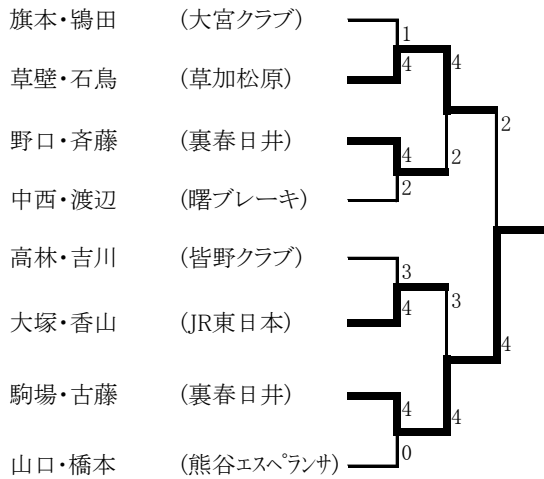 旗本・鴇田 (大宮クラブ)
1
4
4
草壁・石鳥 (草加松原)
2
野口・斉藤 (裏春日井)
4
2
2
中西・渡辺 (曙ブレーキ)
高林・吉川 (皆野クラブ)
3
4
3
大塚・香山 (JR東日本)
4
駒場・古藤 (裏春日井)
4
4
0
山口・橋本 (熊谷エスペランサ)